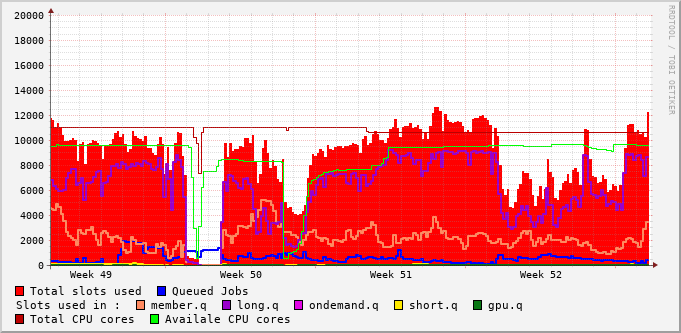 RRDTOOL / TOBI OETIKER
20000
18000
16000
14000
12000
10000
8000
6000
4000
2000
0
Week 49 Week 50 Week 51 Week 52
Total slots used Queued Jobs
Slots used in : member.q long.q ondemand.q short.q gpu.q
Total CPU cores Availale CPU cores